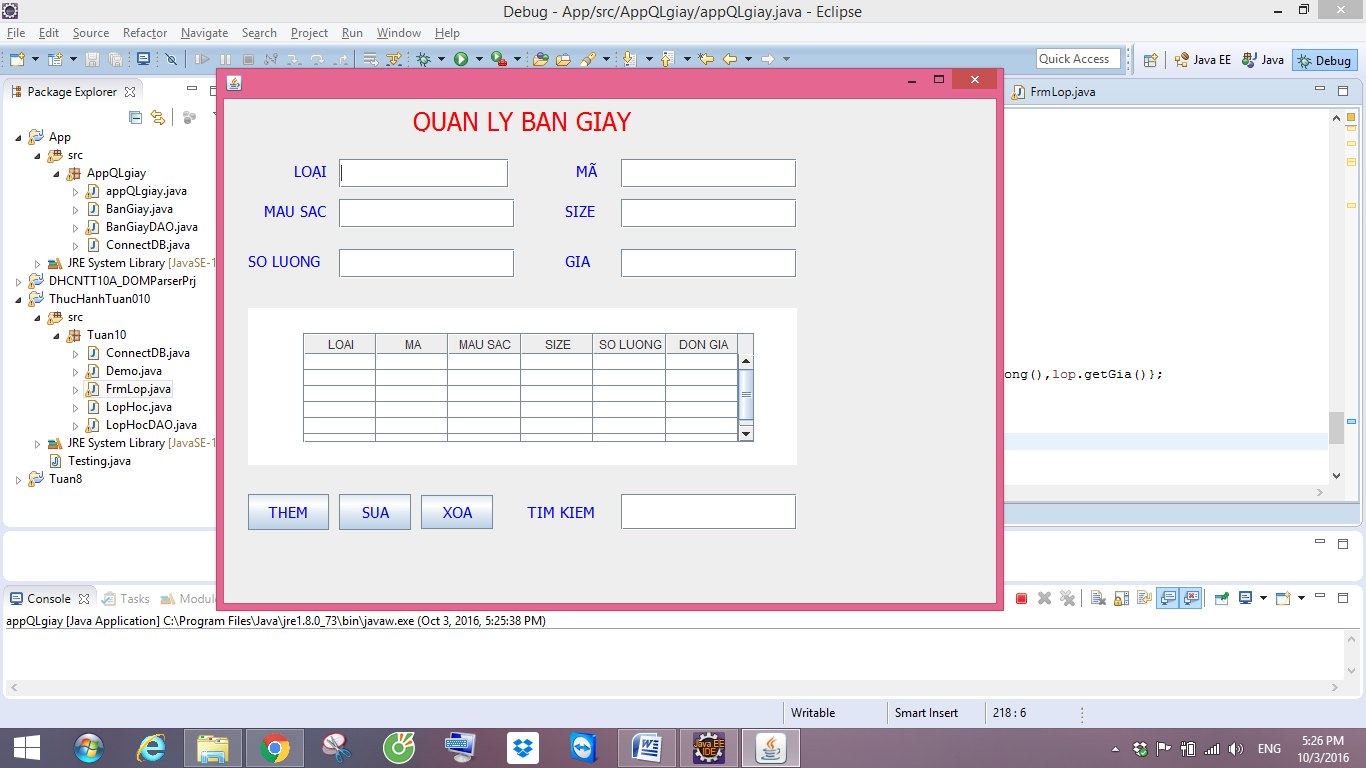 Debug - App/src/AppQLgiay/appQLgiay.java - Eclipse
File Edit Source Refactor Navigate Search Project Run Window Help
Quick Access Java EE Java Debug
Package Explorer
App
src
AppQLgiay
appQLgiay.java
BanGiay.java
BanGiayDAO.java
ConnectDB.java
JRE System Library [JavaSE-1
DHCNTT10A_DOMParserPrj
ThucHanhTuan010
src
Tuan10
ConnectDB.java
Demo.java
FrmLop.java
LopHoc.java
LopHocDAO.java
JRE System Library [JavaSE-1
Testing.java
Tuan8
QUAN LY BAN GIAY
LOẠI MÃ
MAU SAC SIZE
SO LUONG GIA
LOAI MA MAU SAC SIZE SO LUONG DON GIA
THEM SUA XOA TIM KIEM
FrmLop.java
ong(),lop.getGia()};
Console Tasks Modul
appQLgiay [Java Application] C:\Program Files\Java\jre1.8.0_73\bin\javaw.exe (Oct 3, 2016, 5:25:38 PM)
Writable Smart Insert 218 : 6
Java EE
IDE
ENG
5:26 PM
10/3/2016